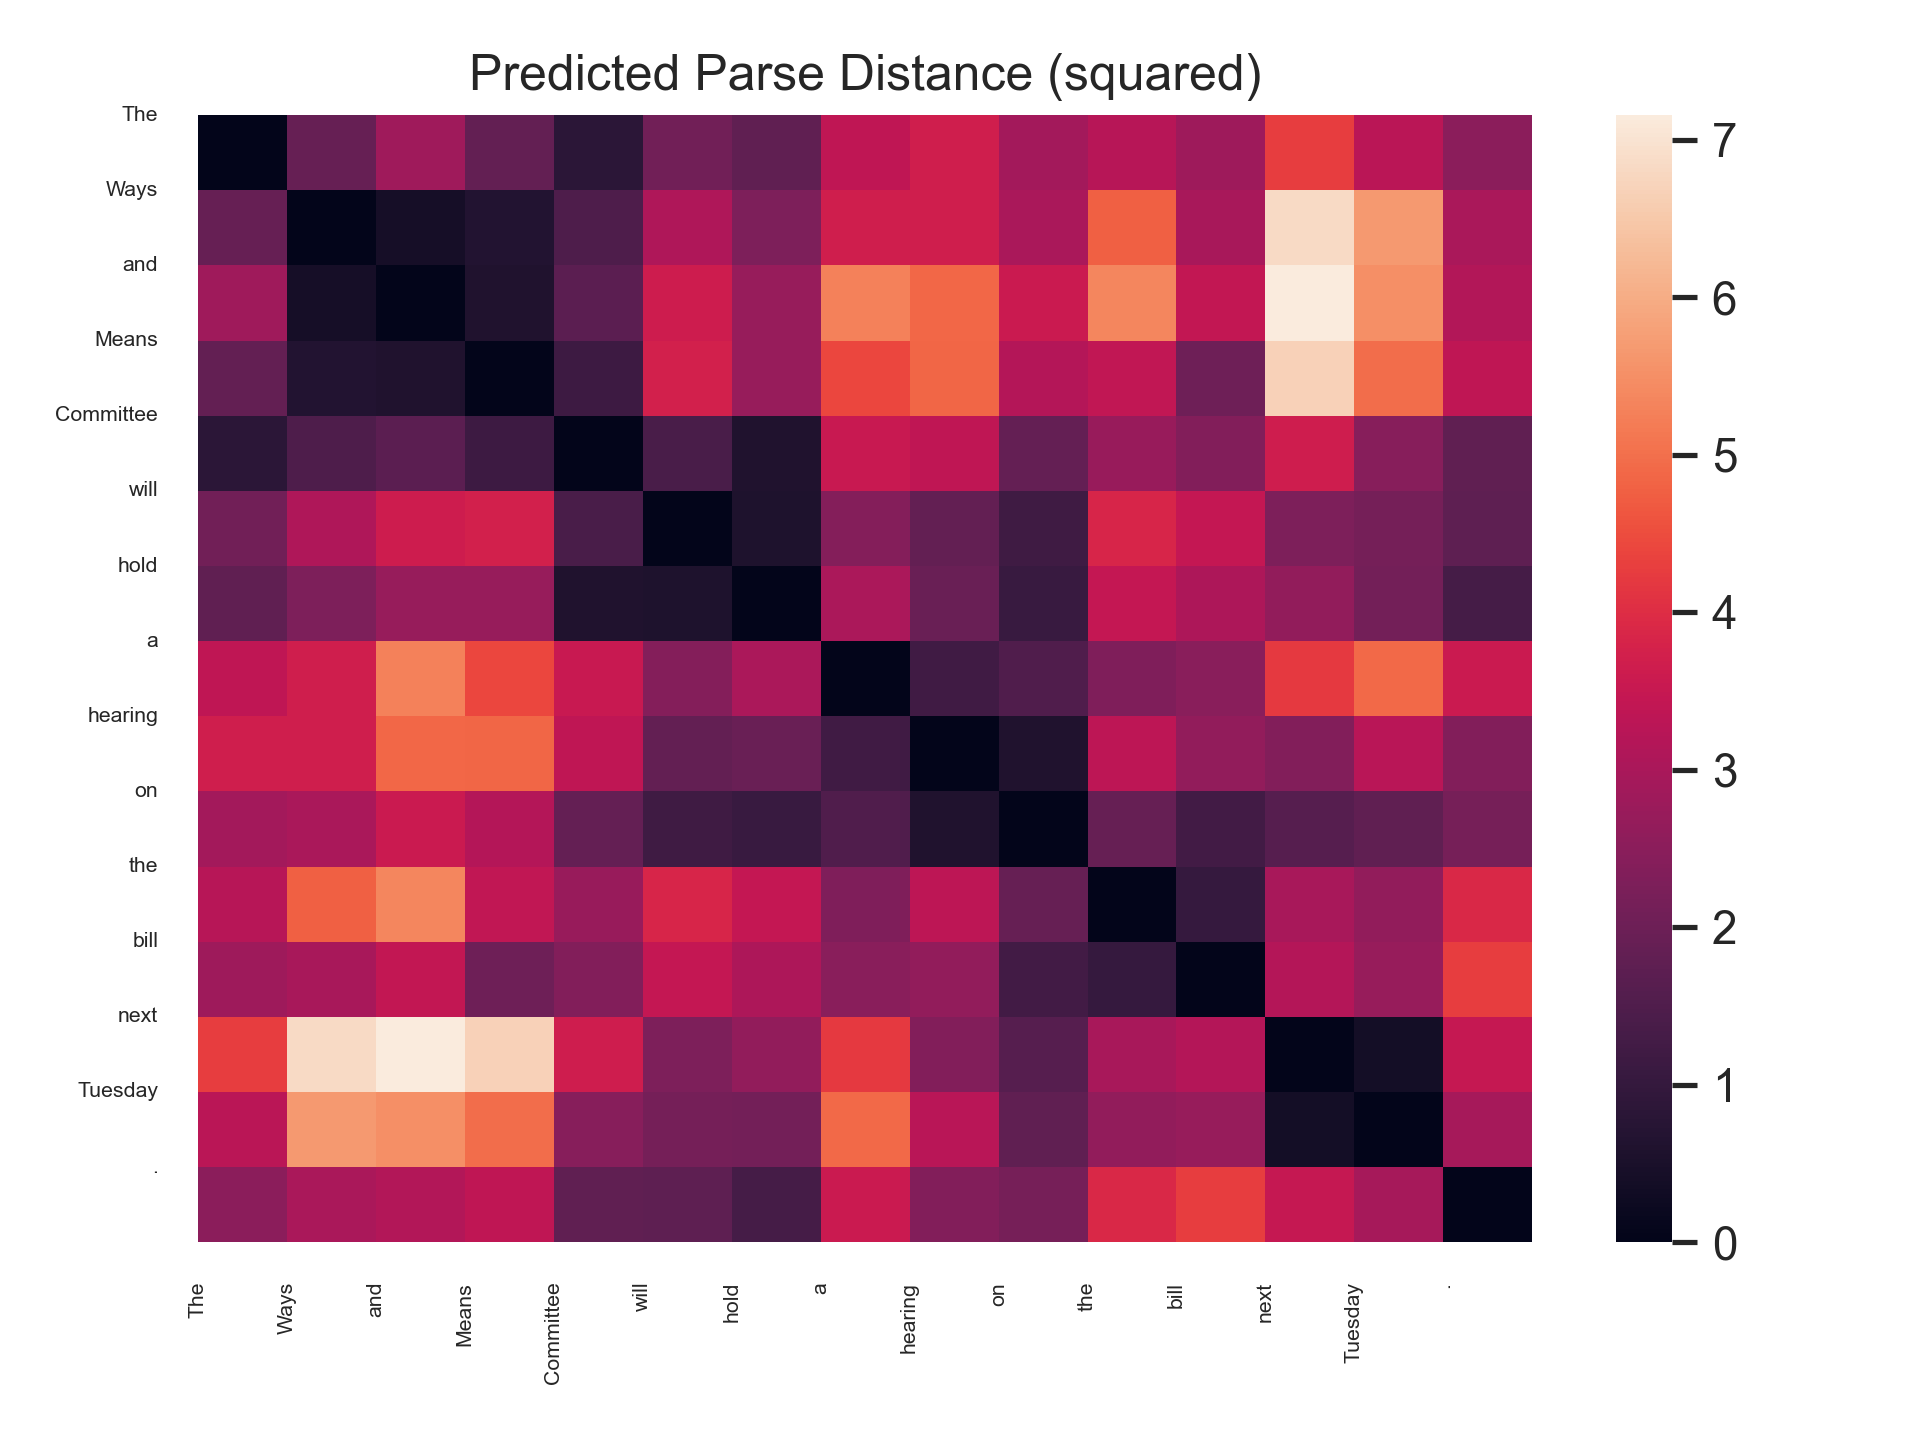 Predicted Parse Distance (squared)
The
Ways
and
Means
Committee
will
hold
a
hearing
on
the
bill
next
Tuesday
.
7
6
5
4
3
2
1
0
The
Ways
and
Means
Committee
will
hold
a
hearing
on
the
bill
next
Tuesday
.